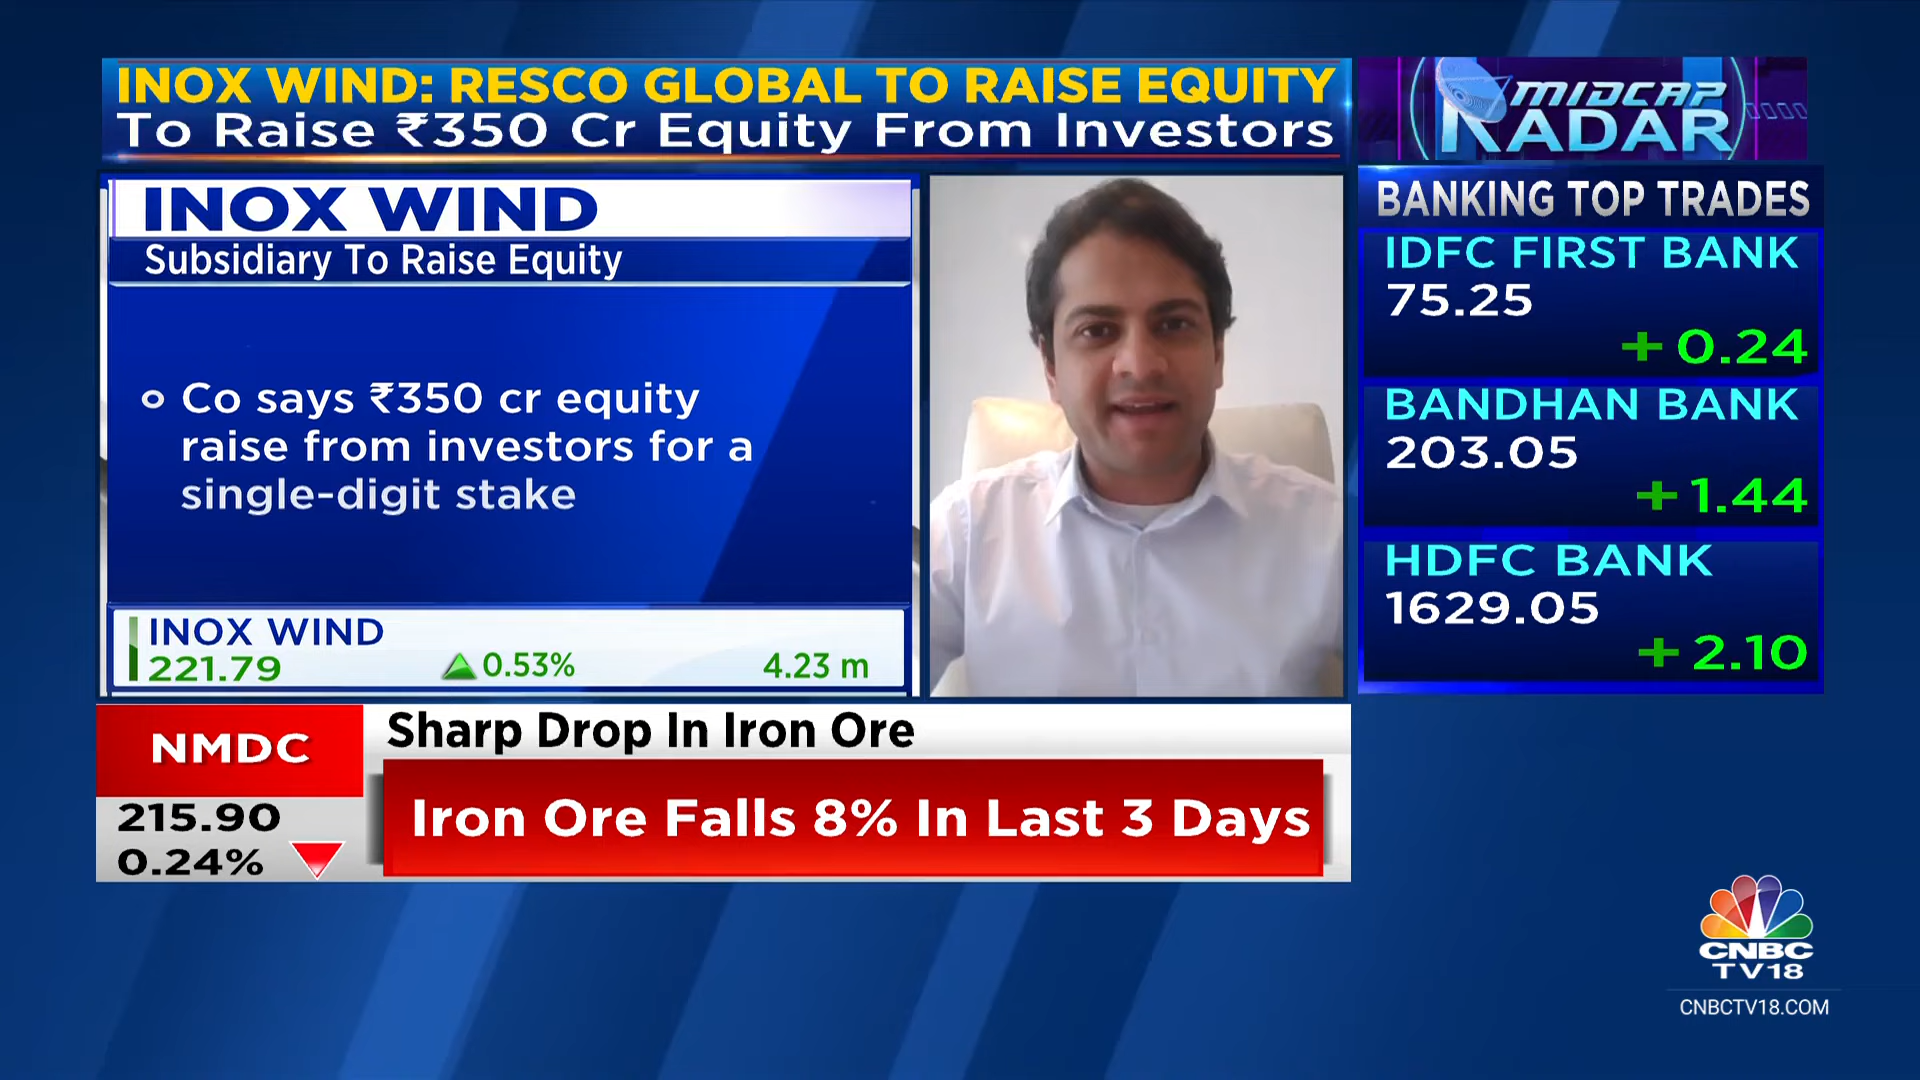 INOX WIND: RESCO GLOBAL TO RAISE EQUITY
To Raise ₹350 Cr Equity From Investors
MIDCAP
RADAR
INOX WIND
Subsidiary To Raise Equity
Co says ₹350 cr equity
raise from investors for a
single-digit stake
INOX WIND
221.79 0.53% 4.23 m
BANKING TOP TRADES
IDFC FIRST BANK
75.25
+ 0.24
BANDHAN BANK
203.05
+ 1.44
HDFC BANK
1629.05
+ 2.10
NMDC
215.90
0.24%
Sharp Drop In Iron Ore
Iron Ore Falls 8% In Last 3 Days
CNBC
TV18
CNBCTV18.COM